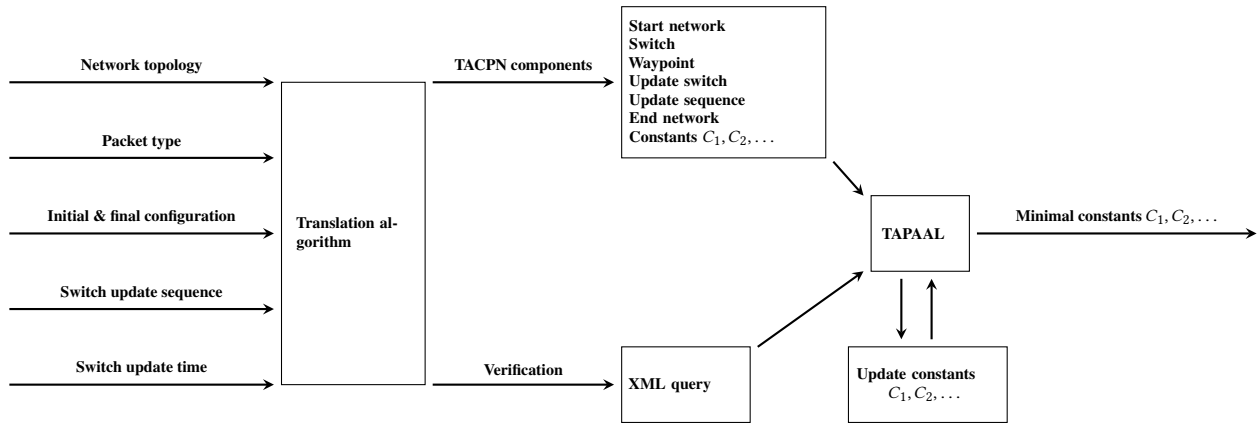 Network topology
Packet type
Initial & final configuration
Switch update sequence
Switch update time
Translation al-
gorithm
TACPN components
Verification
Start network
Switch
Waypoint
Update switch
Update sequence
End network
Constants C₁, C₂, . . .
XML query
TAPAAL
Update constants
C₁, C₂, . . .
Minimal constants C₁, C₂, . . .